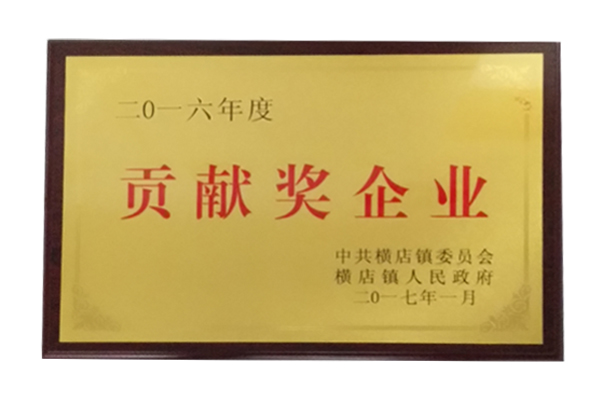 二0一六年度
贡献奖企业
中共横店镇委员会
横店镇人民政府
二0一七年一月